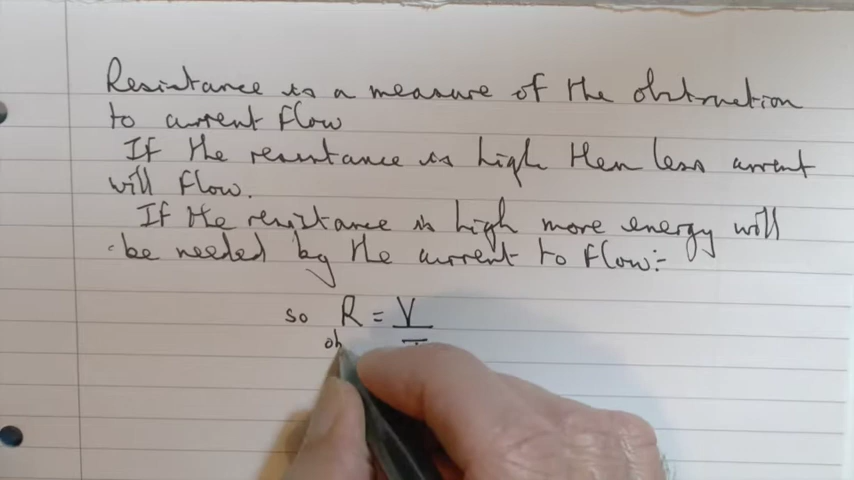 Resistance is a measure of the obstruction
to current flow
If the resistance is high then less current
will flow.
If the resistance is high more energy will
be needed by the current to flow:-
so R = V
oh